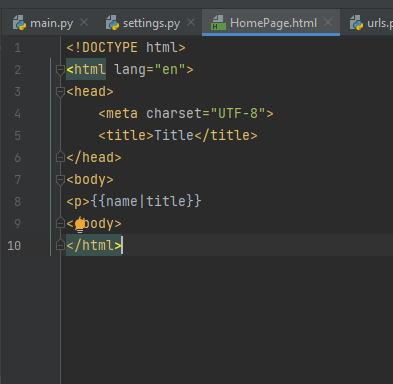 main.py settings.py HomePage.html urls.p
1 <!DOCTYPE html>
2 <html lang="en">
3 <head>
4 <meta charset="UTF-8">
5 <title>Title</title>
6 </head>
7 <body>
8 <p>{{name|title}}
9 </body>
10 </html>